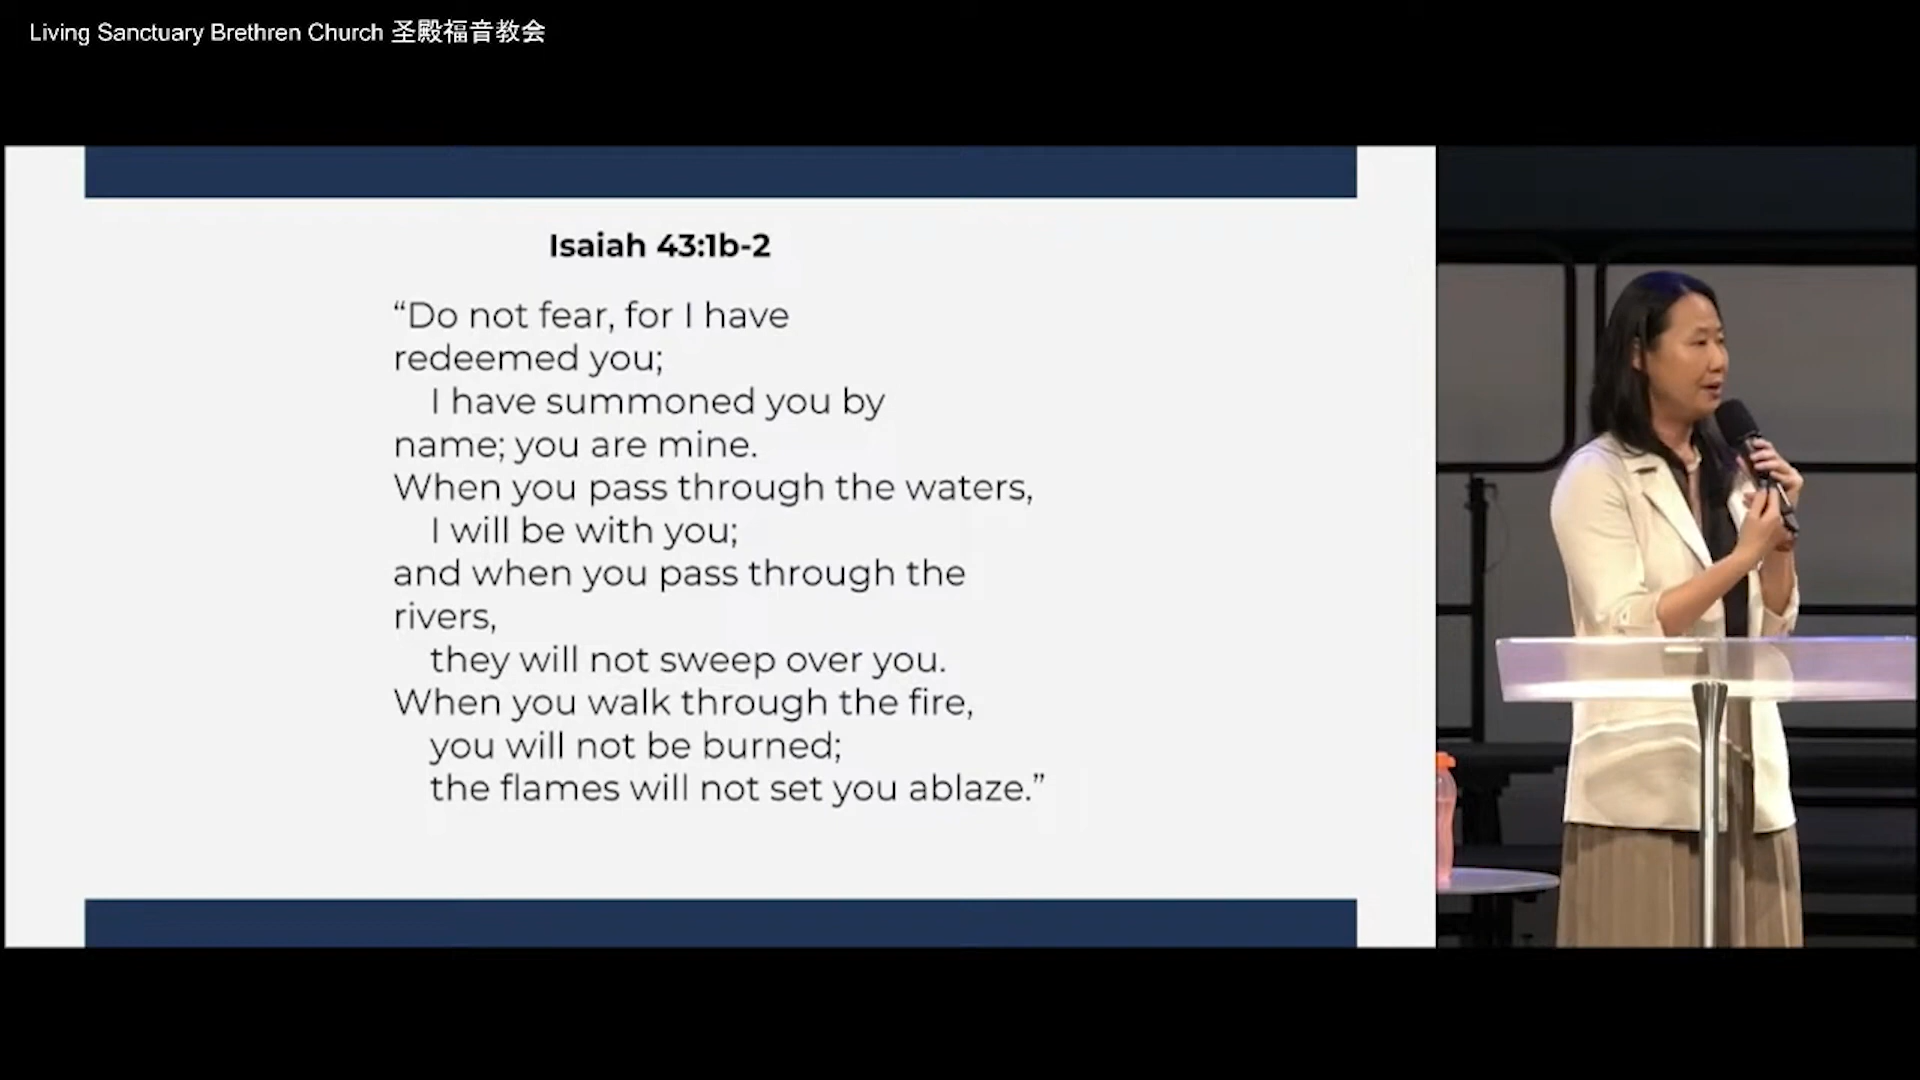 Living Sanctuary Brethren Church 圣殿福音教会
Isaiah 43:1b-2
“Do not fear, for I have
redeemed you;
I have summoned you by
name; you are mine.
When you pass through the waters,
I will be with you;
and when you pass through the
rivers,
they will not sweep over you.
When you walk through the fire,
you will not be burned;
the flames will not set you ablaze.”